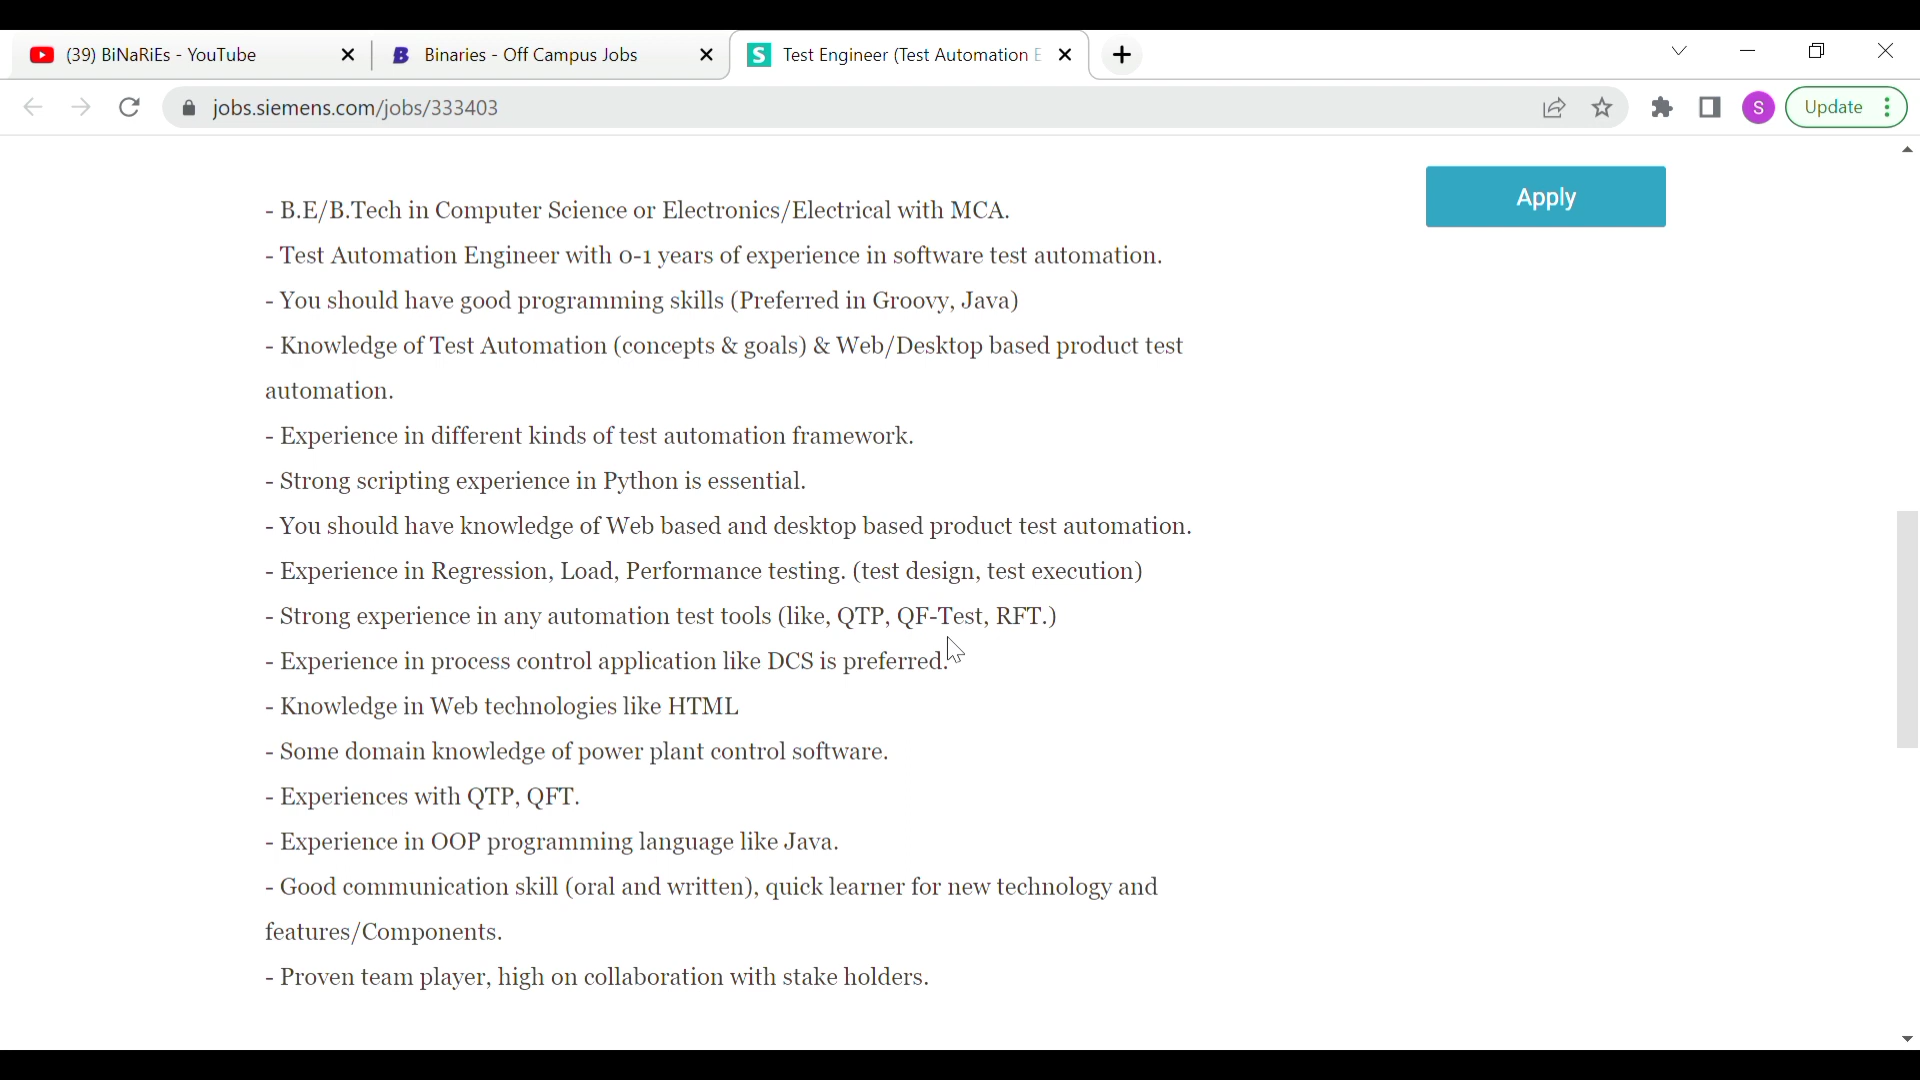 (39) BiNaRiEs - YouTube
Binaries - Off Campus Jobs
Test Engineer (Test Automation E
jobs.siemens.com/jobs/333403
S
Update
Apply
- B.E/B.Tech in Computer Science or Electronics/Electrical with MCA.
- Test Automation Engineer with 0-1 years of experience in software test automation.
- You should have good programming skills (Preferred in Groovy, Java)
- Knowledge of Test Automation (concepts & goals) & Web/Desktop based product test
automation.
- Experience in different kinds of test automation framework.
- Strong scripting experience in Python is essential.
- You should have knowledge of Web based and desktop based product test automation.
- Experience in Regression, Load, Performance testing. (test design, test execution)
- Strong experience in any automation test tools (like, QTP, QF-Test, RFT.)
- Experience in process control application like DCS is preferred.
- Knowledge in Web technologies like HTML
- Some domain knowledge of power plant control software.
- Experiences with QTP, QFT.
- Experience in OOP programming language like Java.
- Good communication skill (oral and written), quick learner for new technology and
features/Components.
- Proven team player, high on collaboration with stake holders.